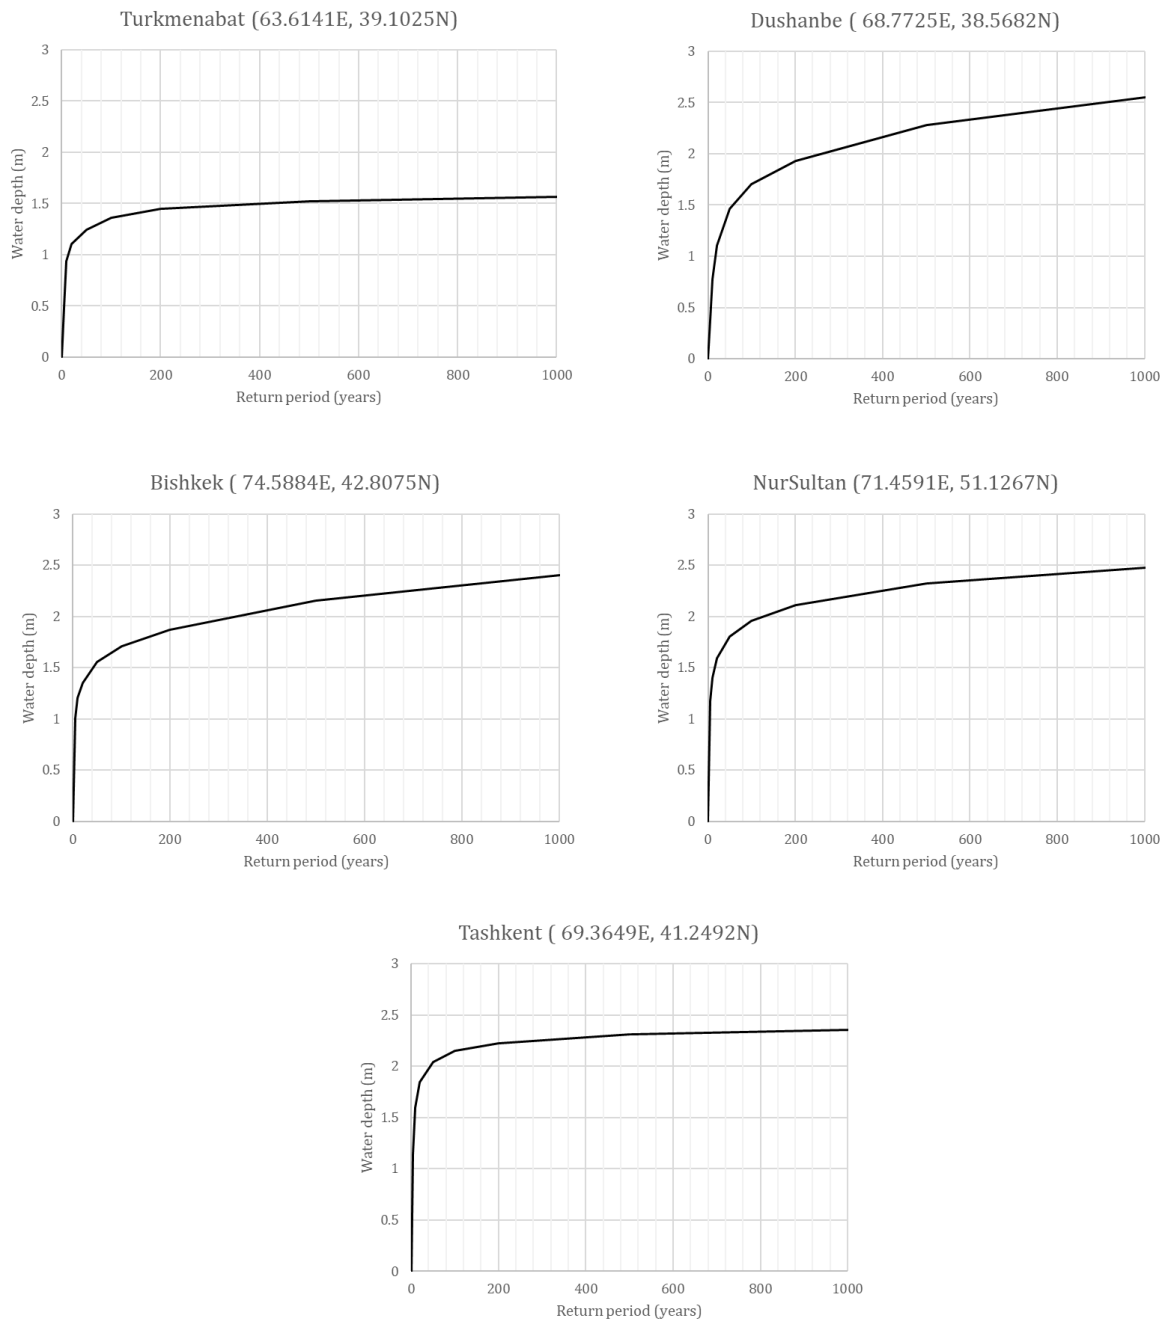 Turkmenabat (63.6141E, 39.1025N)
3
2.5
2
1.5
1
0.5
0
Water depth (m)
0 200 400 600 800 1000
Return period (years)
Dushanbe ( 68.7725E, 38.5682N)
3
2.5
2
1.5
1
0.5
0
Water depth (m)
0 200 400 600 800 1000
Return period (years)
Bishkek ( 74.5884E, 42.8075N)
3
2.5
2
1.5
1
0.5
0
Water depth (m)
0 200 400 600 800 1000
Return period (years)
NurSultan (71.4591E, 51.1267N)
3
2.5
2
1.5
1
0.5
0
Water depth (m)
0 200 400 600 800 1000
Return period (years)
Tashkent ( 69.3649E, 41.2492N)
3
2.5
2
1.5
1
0.5
0
Water depth (m)
0 200 400 600 800 1000
Return period (years)